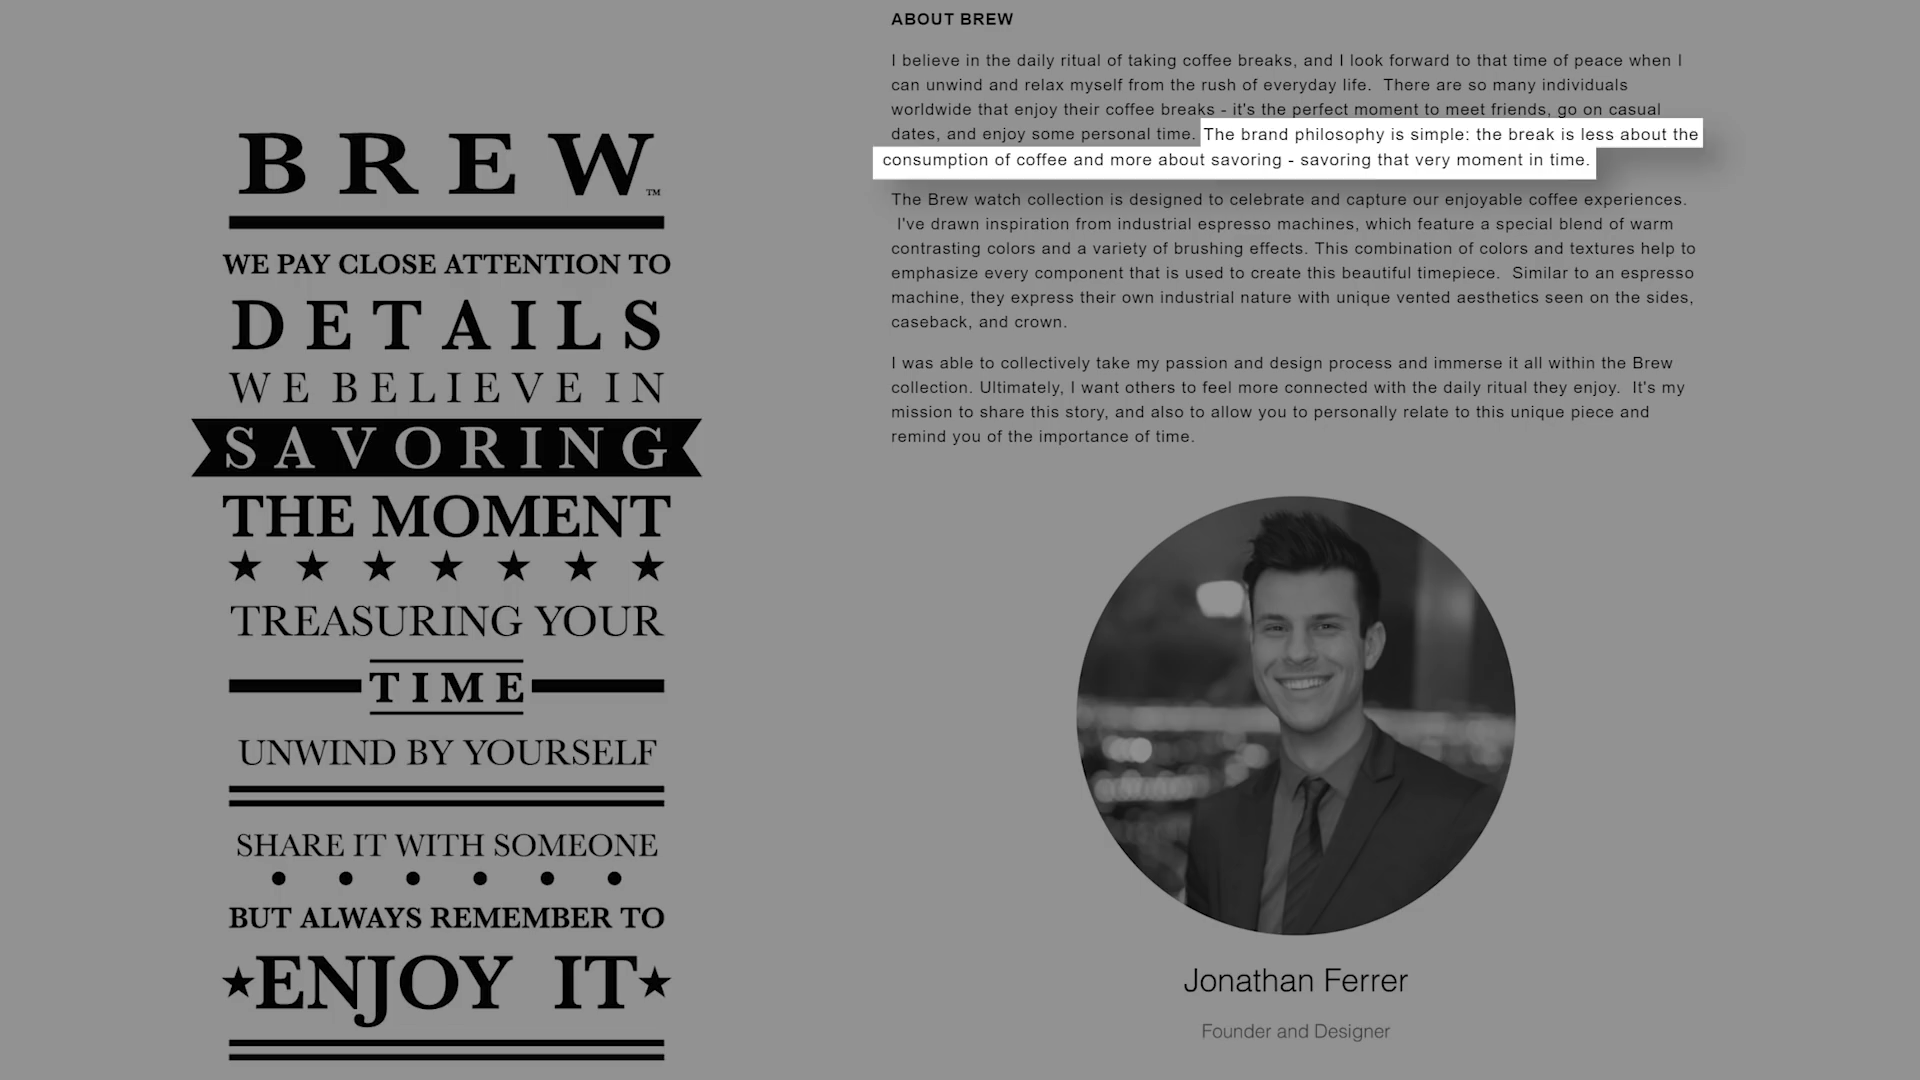 BREW™
WE PAY CLOSE ATTENTION TO
DETAILS
WE BELIEVE IN
SAVORING
THE MOMENT
TREASURING YOUR
TIME
UNWIND BY YOURSELF
SHARE IT WITH SOMEONE
BUT ALWAYS REMEMBER TO
ENJOY IT
ABOUT BREW
I believe in the daily ritual of taking coffee breaks, and I look forward to that time of peace when I
can unwind and relax myself from the rush of everyday life. There are so many individuals
worldwide that enjoy their coffee breaks - it's the perfect moment to meet friends, go on casual
dates, and enjoy some personal time. The brand philosophy is simple: the break is less about the
consumption of coffee and more about savoring - savoring that very moment in time.
The Brew watch collection is designed to celebrate and capture our enjoyable coffee experiences.
I've drawn inspiration from industrial espresso machines, which feature a special blend of warm
contrasting colors and a variety of brushing effects. This combination of colors and textures help to
emphasize every component that is used to create this beautiful timepiece. Similar to an espresso
machine, they express their own industrial nature with unique vented aesthetics seen on the sides,
caseback, and crown.
I was able to collectively take my passion and design process and immerse it all within the Brew
collection. Ultimately, I want others to feel more connected with the daily ritual they enjoy. It's my
mission to share this story, and also to allow you to personally relate to this unique piece and
remind you of the importance of time.
Jonathan Ferrer
Founder and Designer